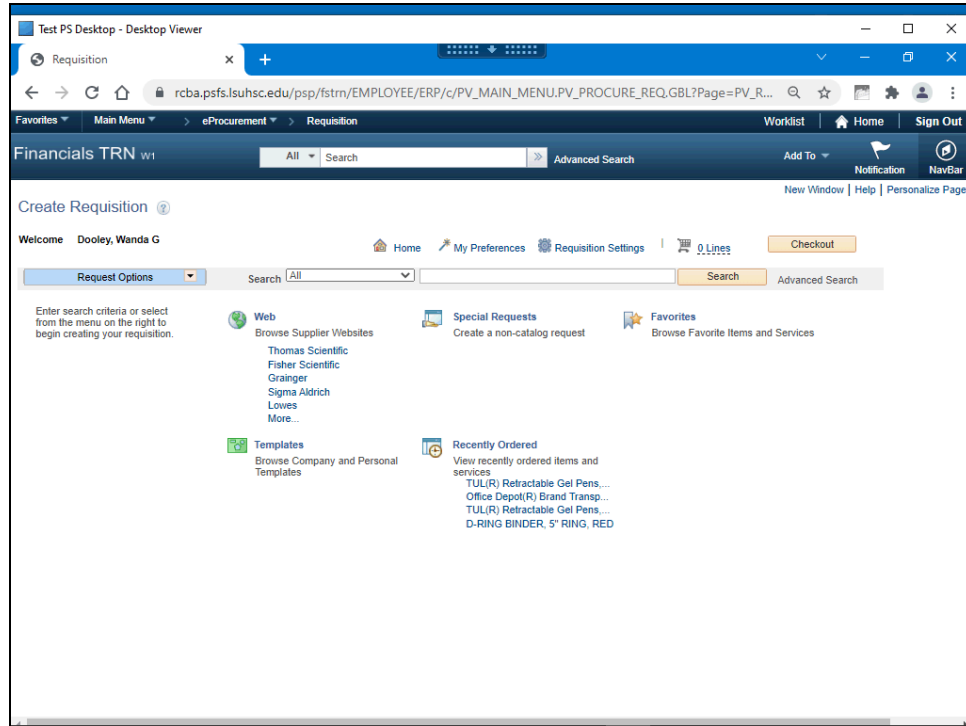 Test PS Desktop - Desktop Viewer
Requisition
rcba.psfs.lsuhsc.edu/psp/fstrn/EMPLOYEE/ERP/c/PV_MAIN_MENU.PV_PROCURE_REQ.GBL?Page=PV_R...
Favorites Main Menu > eProcurement > Requisition Worklist Home Sign Out
Financials TRN W1 All Search » Advanced Search Add To Notification NavBar
New Window | Help | Personalize Page
Create Requisition ?
Welcome Dooley, Wanda G Home My Preferences Requisition Settings | 0 Lines Checkout
Request Options Search All Search Advanced Search
Enter search criteria or select
from the menu on the right to
begin creating your requisition.
Web
Browse Supplier Websites
Thomas Scientific
Fisher Scientific
Grainger
Sigma Aldrich
Lowes
More...
Special Requests
Create a non-catalog request
Favorites
Browse Favorite Items and Services
Templates
Browse Company and Personal
Templates
Recently Ordered
View recently ordered items and
services
TUL(R) Retractable Gel Pens,...
Office Depot(R) Brand Transp...
TUL(R) Retractable Gel Pens,...
D-RING BINDER, 5" RING, RED